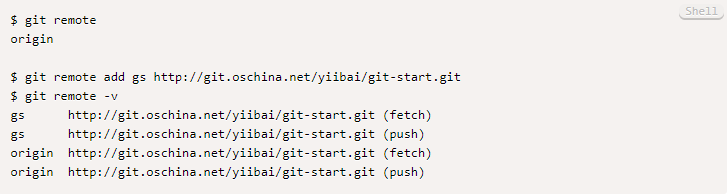 Shell
$ git remote
origin
$ git remote add gs http://git.oschina.net/yiibai/git-start.git
$ git remote -v
gs      http://git.oschina.net/yiibai/git-start.git (fetch)
gs      http://git.oschina.net/yiibai/git-start.git (push)
origin  http://git.oschina.net/yiibai/git-start.git (fetch)
origin  http://git.oschina.net/yiibai/git-start.git (push)